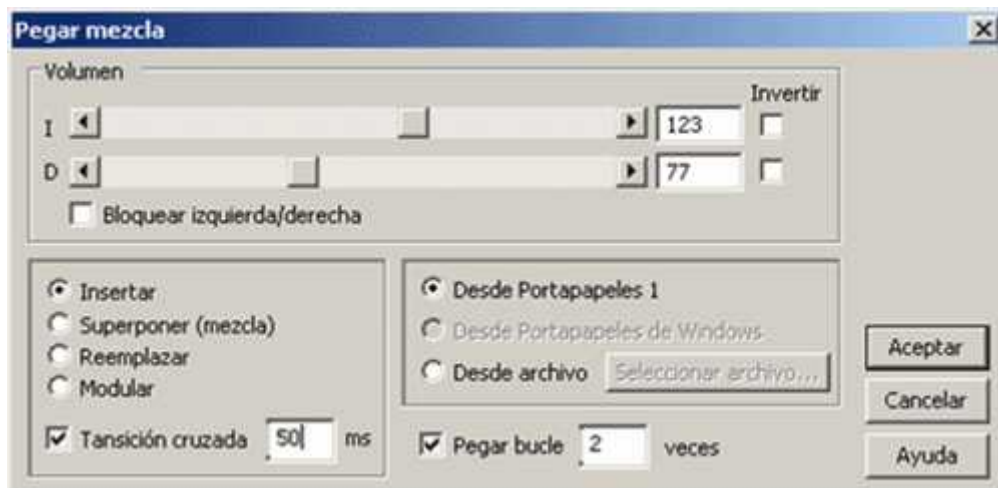 Pegar mezcla
Volumen
Invertir
I 123
D 77
Bloquear izquierda/derecha
Insertar
Superponer (mezcla)
Reemplazar
Modular
Tansición cruzada 50 ms
Desde Portapapeles 1
Desde Portapapeles de Windows
Desde archivo Seleccionar archivo...
Pegar bucle 2 veces
Aceptar
Cancelar
Ayuda